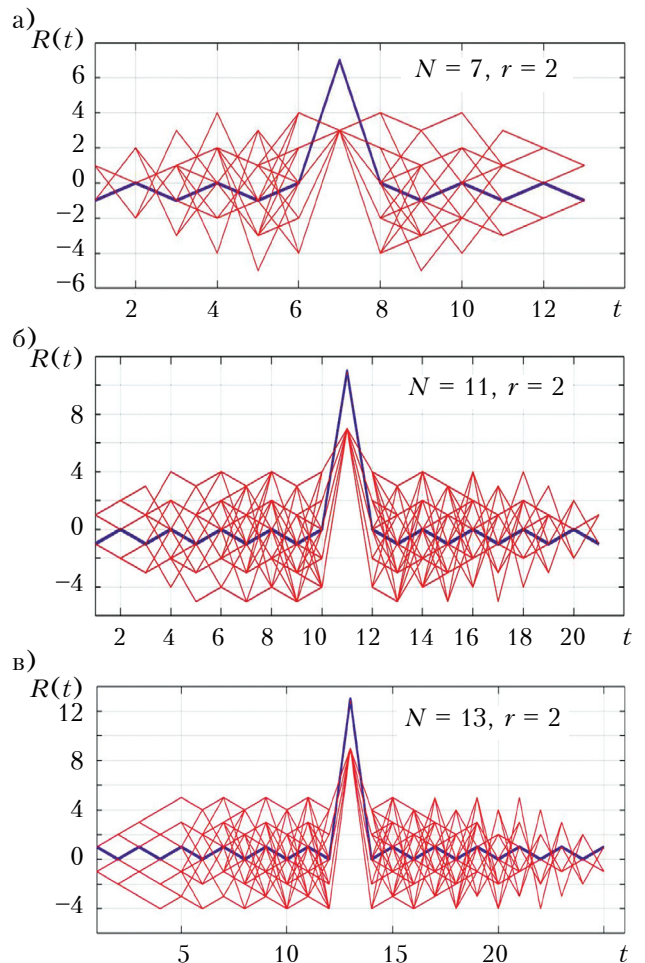 а)
R(t)
N = 7, r = 2
6
4
2
0
−2
−4
−6
2 4 6 8 10 12 t
б)
R(t)
N = 11, r = 2
8
4
0
−4
2 4 6 8 10 12 14 16 18 20 t
в)
R(t)
N = 13, r = 2
12
8
4
0
−4
5 10 15 20 t